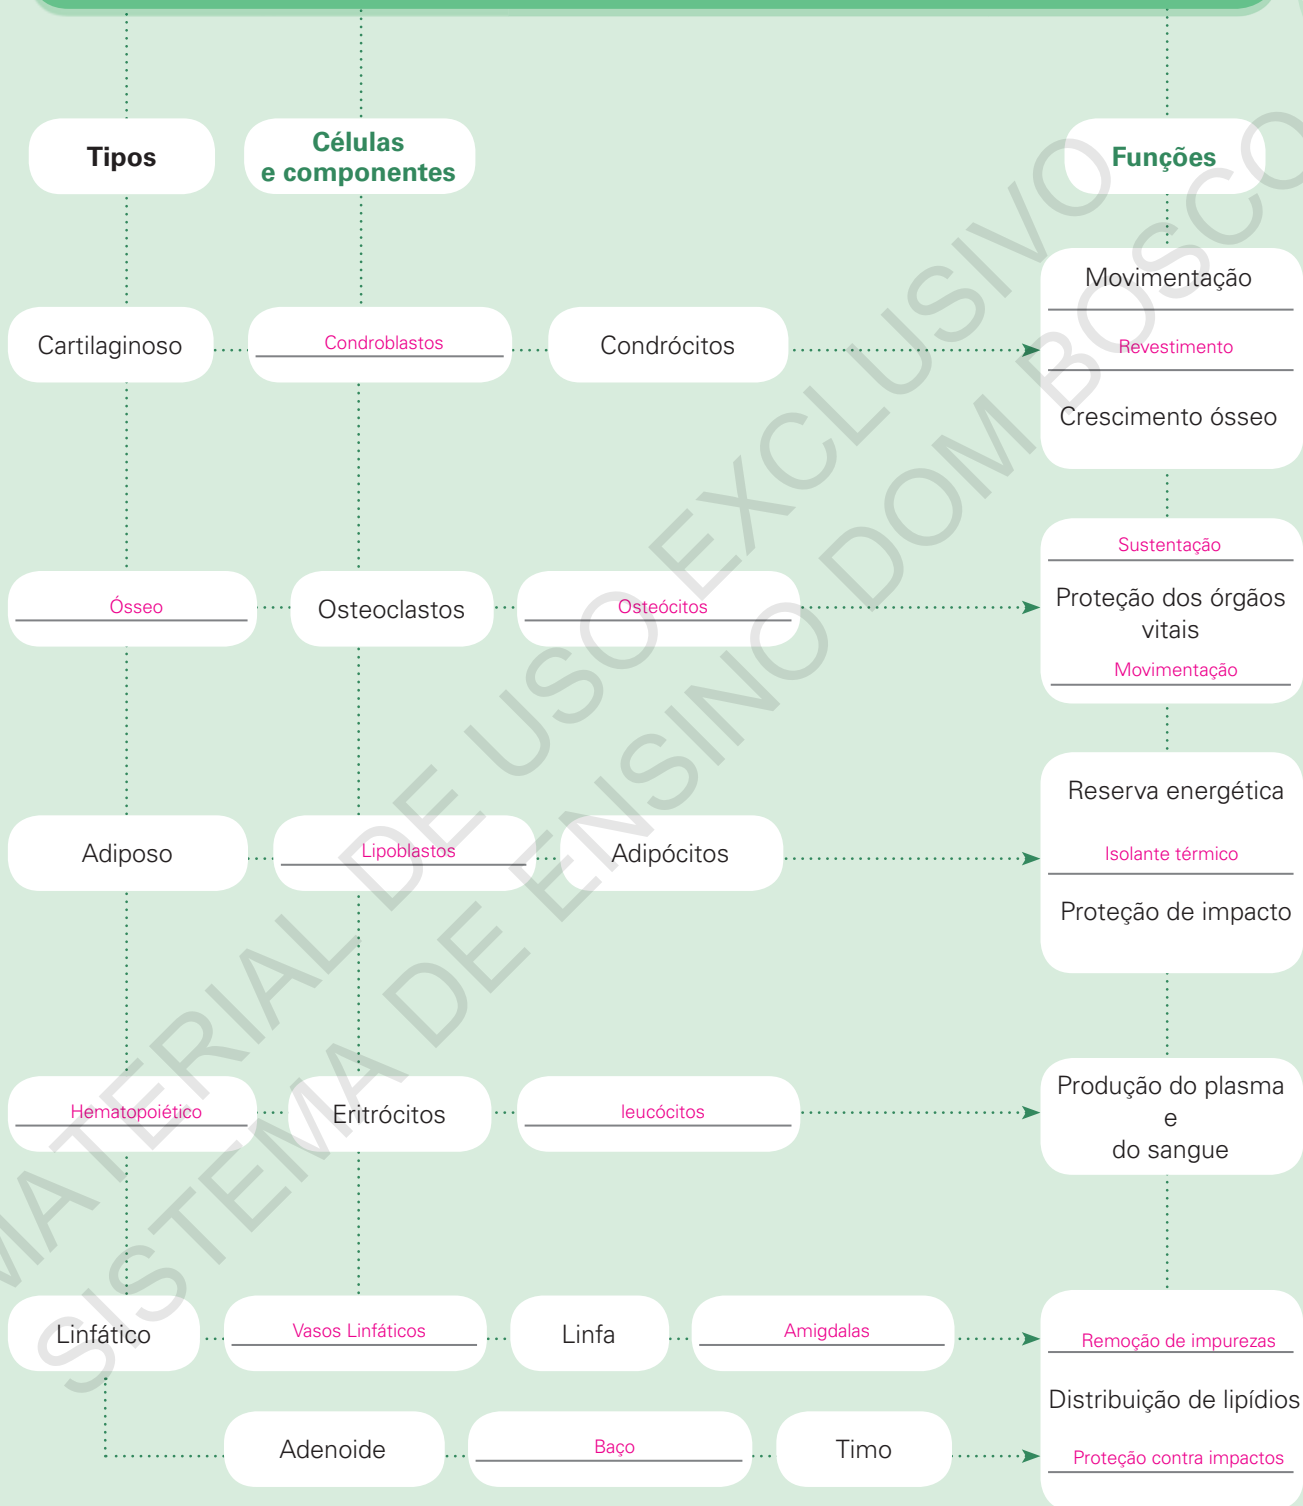 Tipos
Células
e componentes
Funções
Cartilaginoso
Condroblastos
Condrócitos
Movimentação
Revestimento
Crescimento ósseo
Ósseo
Osteoclastos
Osteócitos
Sustentação
Proteção dos órgãos
vitais
Movimentação
Adiposo
Lipoblastos
Adipócitos
Reserva energética
Isolante térmico
Proteção de impacto
Hematopoiético
Eritrócitos
leucócitos
Produção do plasma
e
do sangue
Linfático
Vasos Linfáticos
Linfa
Amigdalas
Adenoide
Baço
Timo
Remoção de impurezas
Distribuição de lipídios
Proteção contra impactos
MATERIAL DE USO EXCLUSIVO
SISTEMA DE ENSINO DOM BOSCO